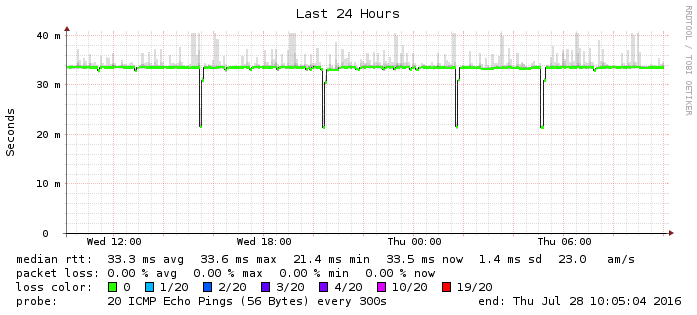 Last 24 Hours
RRDTOOL / TOBI OETIKER
Seconds
40 m
30 m
20 m
10 m
0
Wed 12:00 Wed 18:00 Thu 00:00 Thu 06:00
median rtt: 33.3 ms avg 33.6 ms max 21.4 ms min 33.5 ms now 1.4 ms sd 23.0 am/s
packet loss: 0.00 % avg 0.00 % max 0.00 % min 0.00 % now
loss color: 0 1/20 2/20 3/20 4/20 10/20 19/20
probe: 20 ICMP Echo Pings (56 Bytes) every 300s end: Thu Jul 28 10:05:04 2016